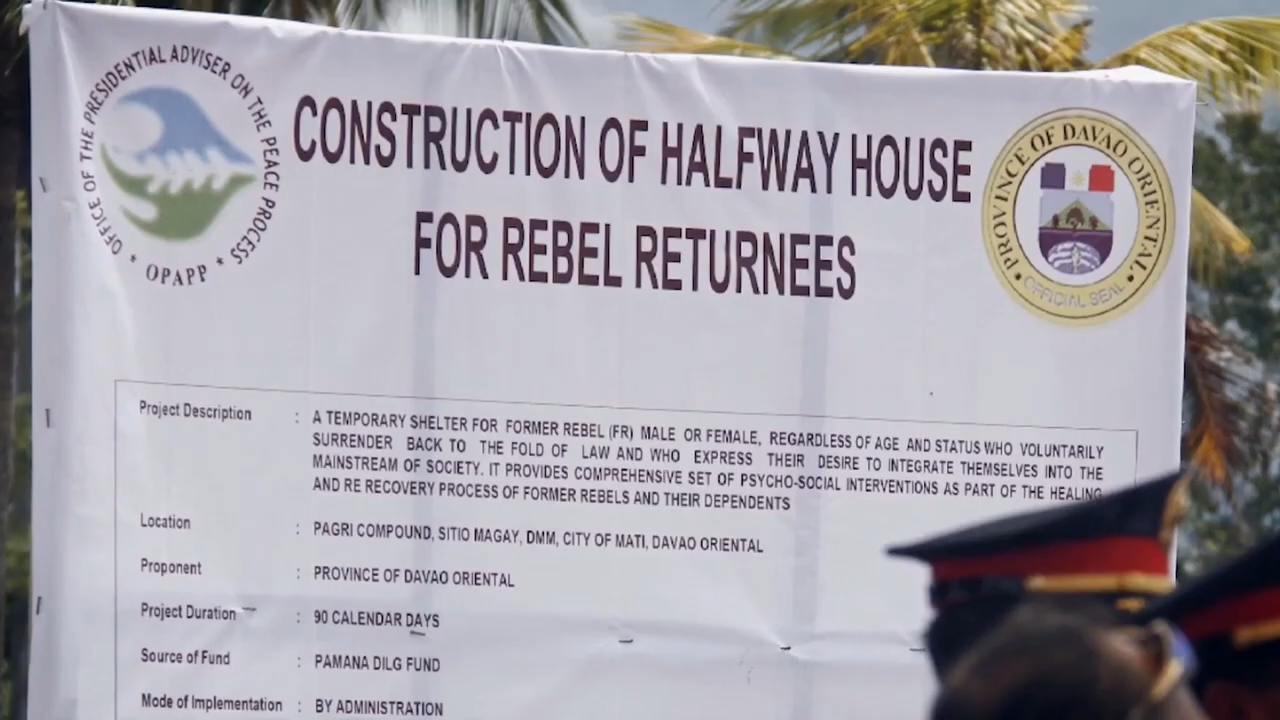 OFFICE OF THE PRESIDENTIAL ADVISER ON THE PEACE PROCESS
* OPAPP *
CONSTRUCTION OF HALFWAY HOUSE
FOR REBEL RETURNEES
PROVINCE OF DAVAO ORIENTAL
OFFICIAL SEAL
Project Description : A TEMPORARY SHELTER FOR FORMER REBEL (FR) MALE OR FEMALE, REGARDLESS OF AGE AND STATUS WHO VOLUNTARILY
SURRENDER BACK TO THE FOLD OF LAW AND WHO EXPRESS THEIR DESIRE TO INTEGRATE THEMSELVES INTO THE
MAINSTREAM OF SOCIETY. IT PROVIDES COMPREHENSIVE SET OF PSYCHO-SOCIAL INTERVENTIONS AS PART OF THE HEALING
AND RE RECOVERY PROCESS OF FORMER REBELS AND THEIR DEPENDENTS
Location : PAGRI COMPOUND, SITIO MAGAY, DMM, CITY OF MATI, DAVAO ORIENTAL
Proponent : PROVINCE OF DAVAO ORIENTAL
Project Duration : 90 CALENDAR DAYS
Source of Fund : PAMANA DILG FUND
Mode of Implementation : BY ADMINISTRATION